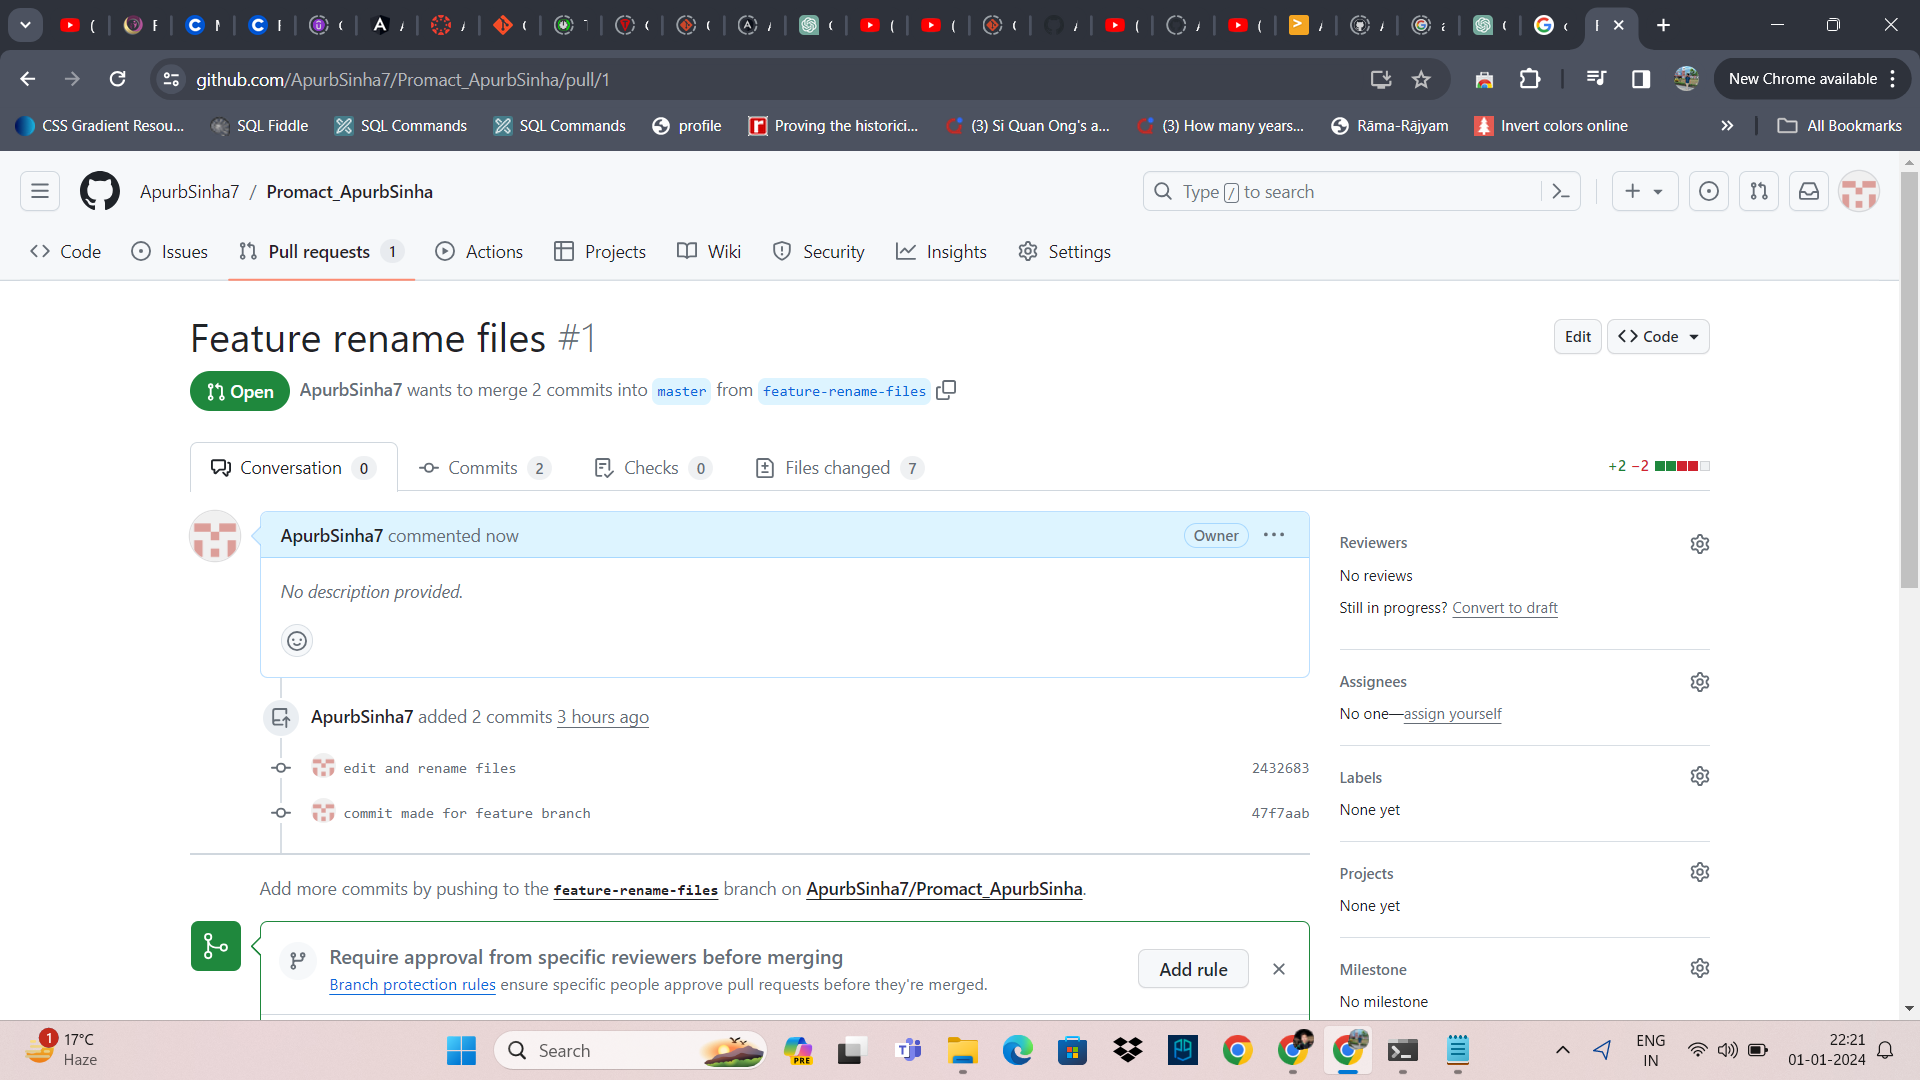 github.com/ApurbSinha7/Promact_ApurbSinha/pull/1
New Chrome available
CSS Gradient Resou...
SQL Fiddle
SQL Commands
SQL Commands
profile
Proving the historici...
(3) Si Quan Ong's a...
(3) How many years...
Rāma-Rājyam
Invert colors online
All Bookmarks
ApurbSinha7 / Promact_ApurbSinha
Type / to search
Code
Issues
Pull requests 1
Actions
Projects
Wiki
Security
Insights
Settings
Feature rename files #1
Edit
Code
Open
ApurbSinha7 wants to merge 2 commits into master from feature-rename-files
Conversation 0
Commits 2
Checks 0
Files changed 7
+2 −2
ApurbSinha7 commented now
Owner
No description provided.
ApurbSinha7 added 2 commits 3 hours ago
edit and rename files 2432683
commit made for feature branch 47f7aab
Add more commits by pushing to the feature-rename-files branch on ApurbSinha7/Promact_ApurbSinha.
Require approval from specific reviewers before merging
Branch protection rules ensure specific people approve pull requests before they're merged.
Add rule
Reviewers
No reviews
Still in progress? Convert to draft
Assignees
No one—assign yourself
Labels
None yet
Projects
None yet
Milestone
No milestone
1
17°C
Haze
Search
PRE
ENG
IN
22:21
01-01-2024